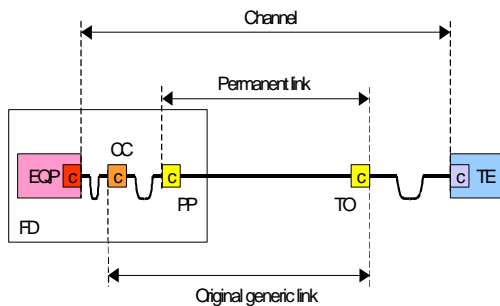 Channel
Permanent link
CC
EQP C C C C C TE
PP TO
FD
Original generic link